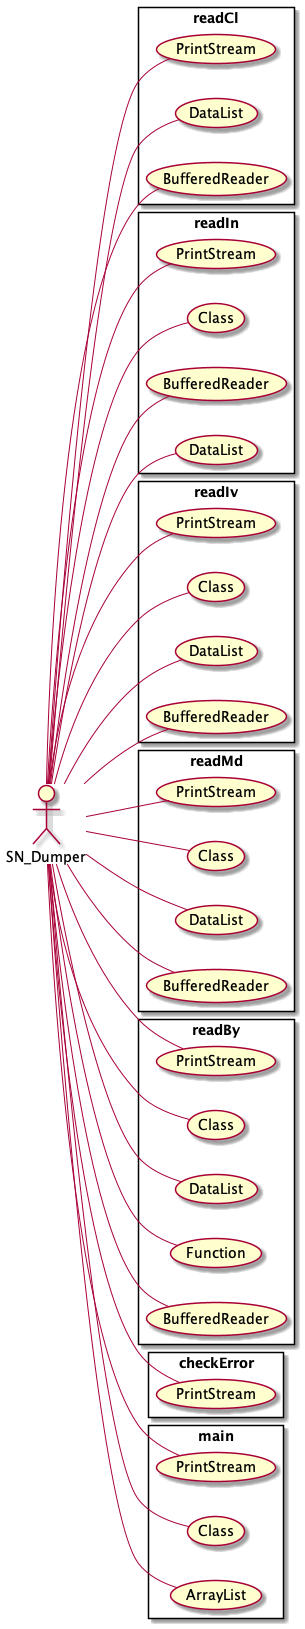 readCl
PrintStream
DataList
BufferedReader
readIn
PrintStream
Class
BufferedReader
DataList
readIv
PrintStream
Class
DataList
BufferedReader
readMd
PrintStream
Class
DataList
BufferedReader
SN_Dumper
readBy
PrintStream
Class
DataList
Function
BufferedReader
checkError
PrintStream
main
PrintStream
Class
ArrayList